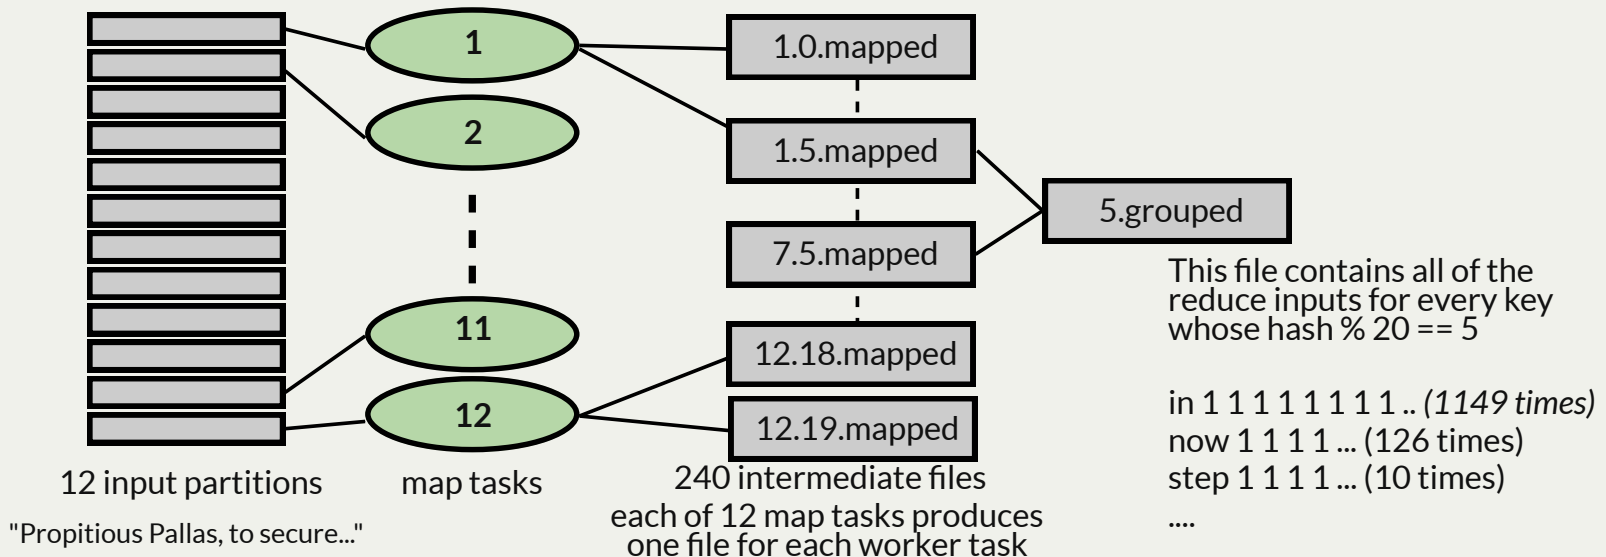 1
2
11
12
12 input partitions
map tasks
"Propitious Pallas, to secure..."
1.0.mapped
1.5.mapped
7.5.mapped
12.18.mapped
12.19.mapped
240 intermediate files
each of 12 map tasks produces
one file for each worker task
5.grouped
This file contains all of the
reduce inputs for every key
whose hash % 20 == 5
in 1 1 1 1 1 1 1 1 .. (1149 times)
now 1 1 1 1 ... (126 times)
step 1 1 1 1 ... (10 times)
....